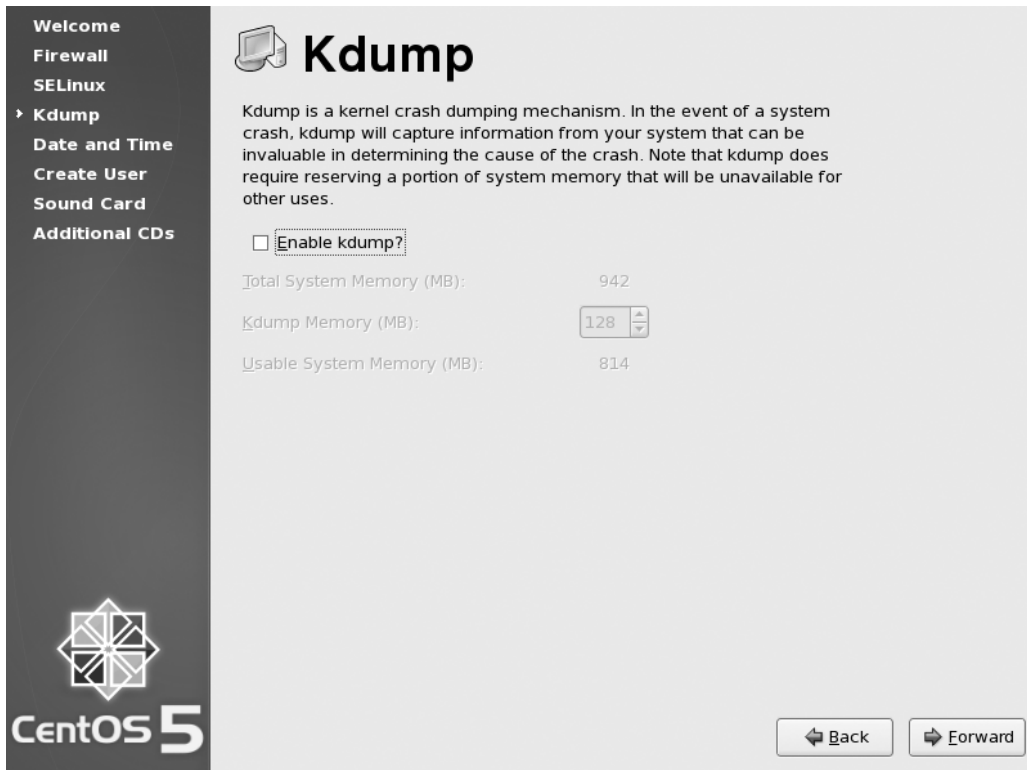 Welcome
Firewall
SELinux
Kdump
Date and Time
Create User
Sound Card
Additional CDs
CentOS 5
Kdump
Kdump is a kernel crash dumping mechanism. In the event of a system
crash, kdump will capture information from your system that can be
invaluable in determining the cause of the crash. Note that kdump does
require reserving a portion of system memory that will be unavailable for
other uses.
Enable kdump?
Total System Memory (MB): 942
Kdump Memory (MB): 128
Usable System Memory (MB): 814
Back Forward